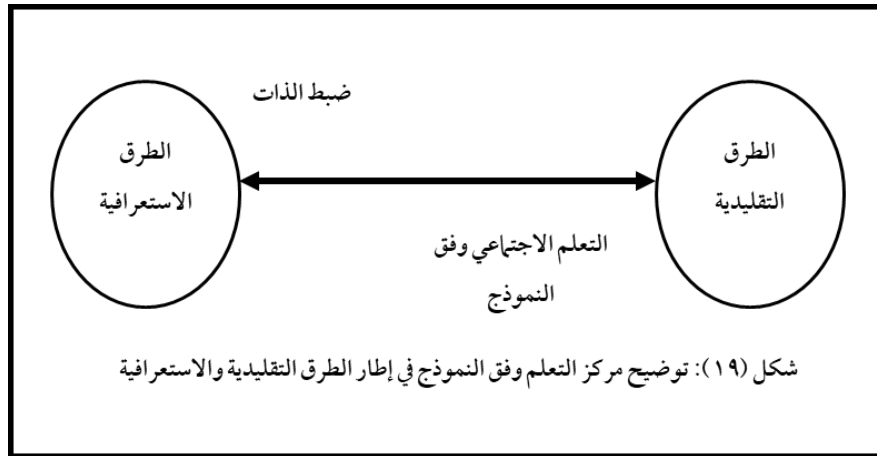 ضبط الذات
الطرق
التقليدية
الطرق
الاستعرافية
التعلم الاجتماعي وفق
النموذج
شكل (١٩): توضيح مركز التعلم وفق النموذج في إطار الطرق التقليدية والاستعرافية